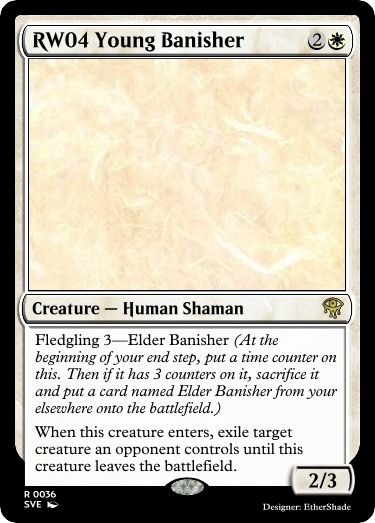 RW04 Young Banisher 2
Creature — Human Shaman
Fledgling 3—Elder Banisher (At the
beginning of your end step, put a time counter on
this. Then if it has 3 counters on it, sacrifice it
and put a card named Elder Banisher from your
elsewhere onto the battlefield.)
When this creature enters, exile target
creature an opponent controls until this
creature leaves the battlefield.
2/3
R 0036
SVE
Designer: EtherShade